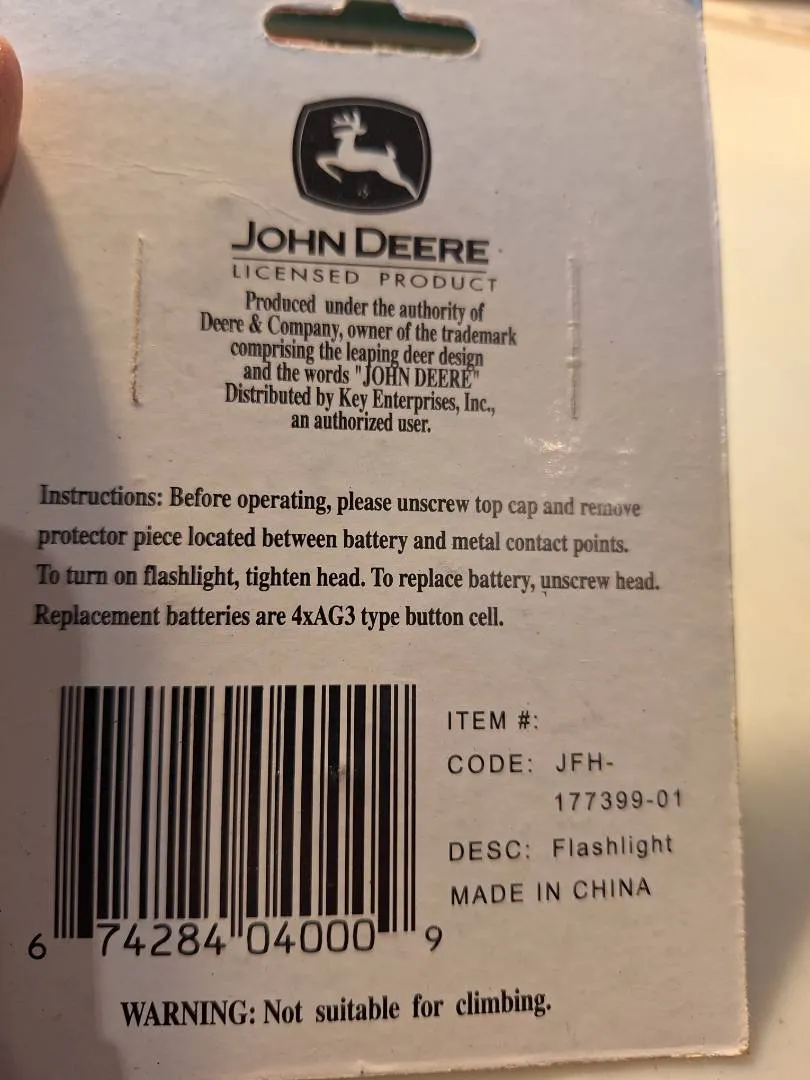 JOHN DEERE
LICENSED PRODUCT
Produced under the authority of
Deere & Company, owner of the trademark
comprising the leaping deer design
and the words "JOHN DEERE"
Distributed by Key Enterprises, Inc.,
an authorized user.
Instructions: Before operating, please unscrew top cap and remove
protector piece located between battery and metal contact points.
To turn on flashlight, tighten head. To replace battery, unscrew head.
Replacement batteries are 4xAG3 type button cell.
ITEM #:
CODE: JFH-
177399-01
DESC: Flashlight
MADE IN CHINA
6 74284 04000 9
WARNING: Not suitable for climbing.